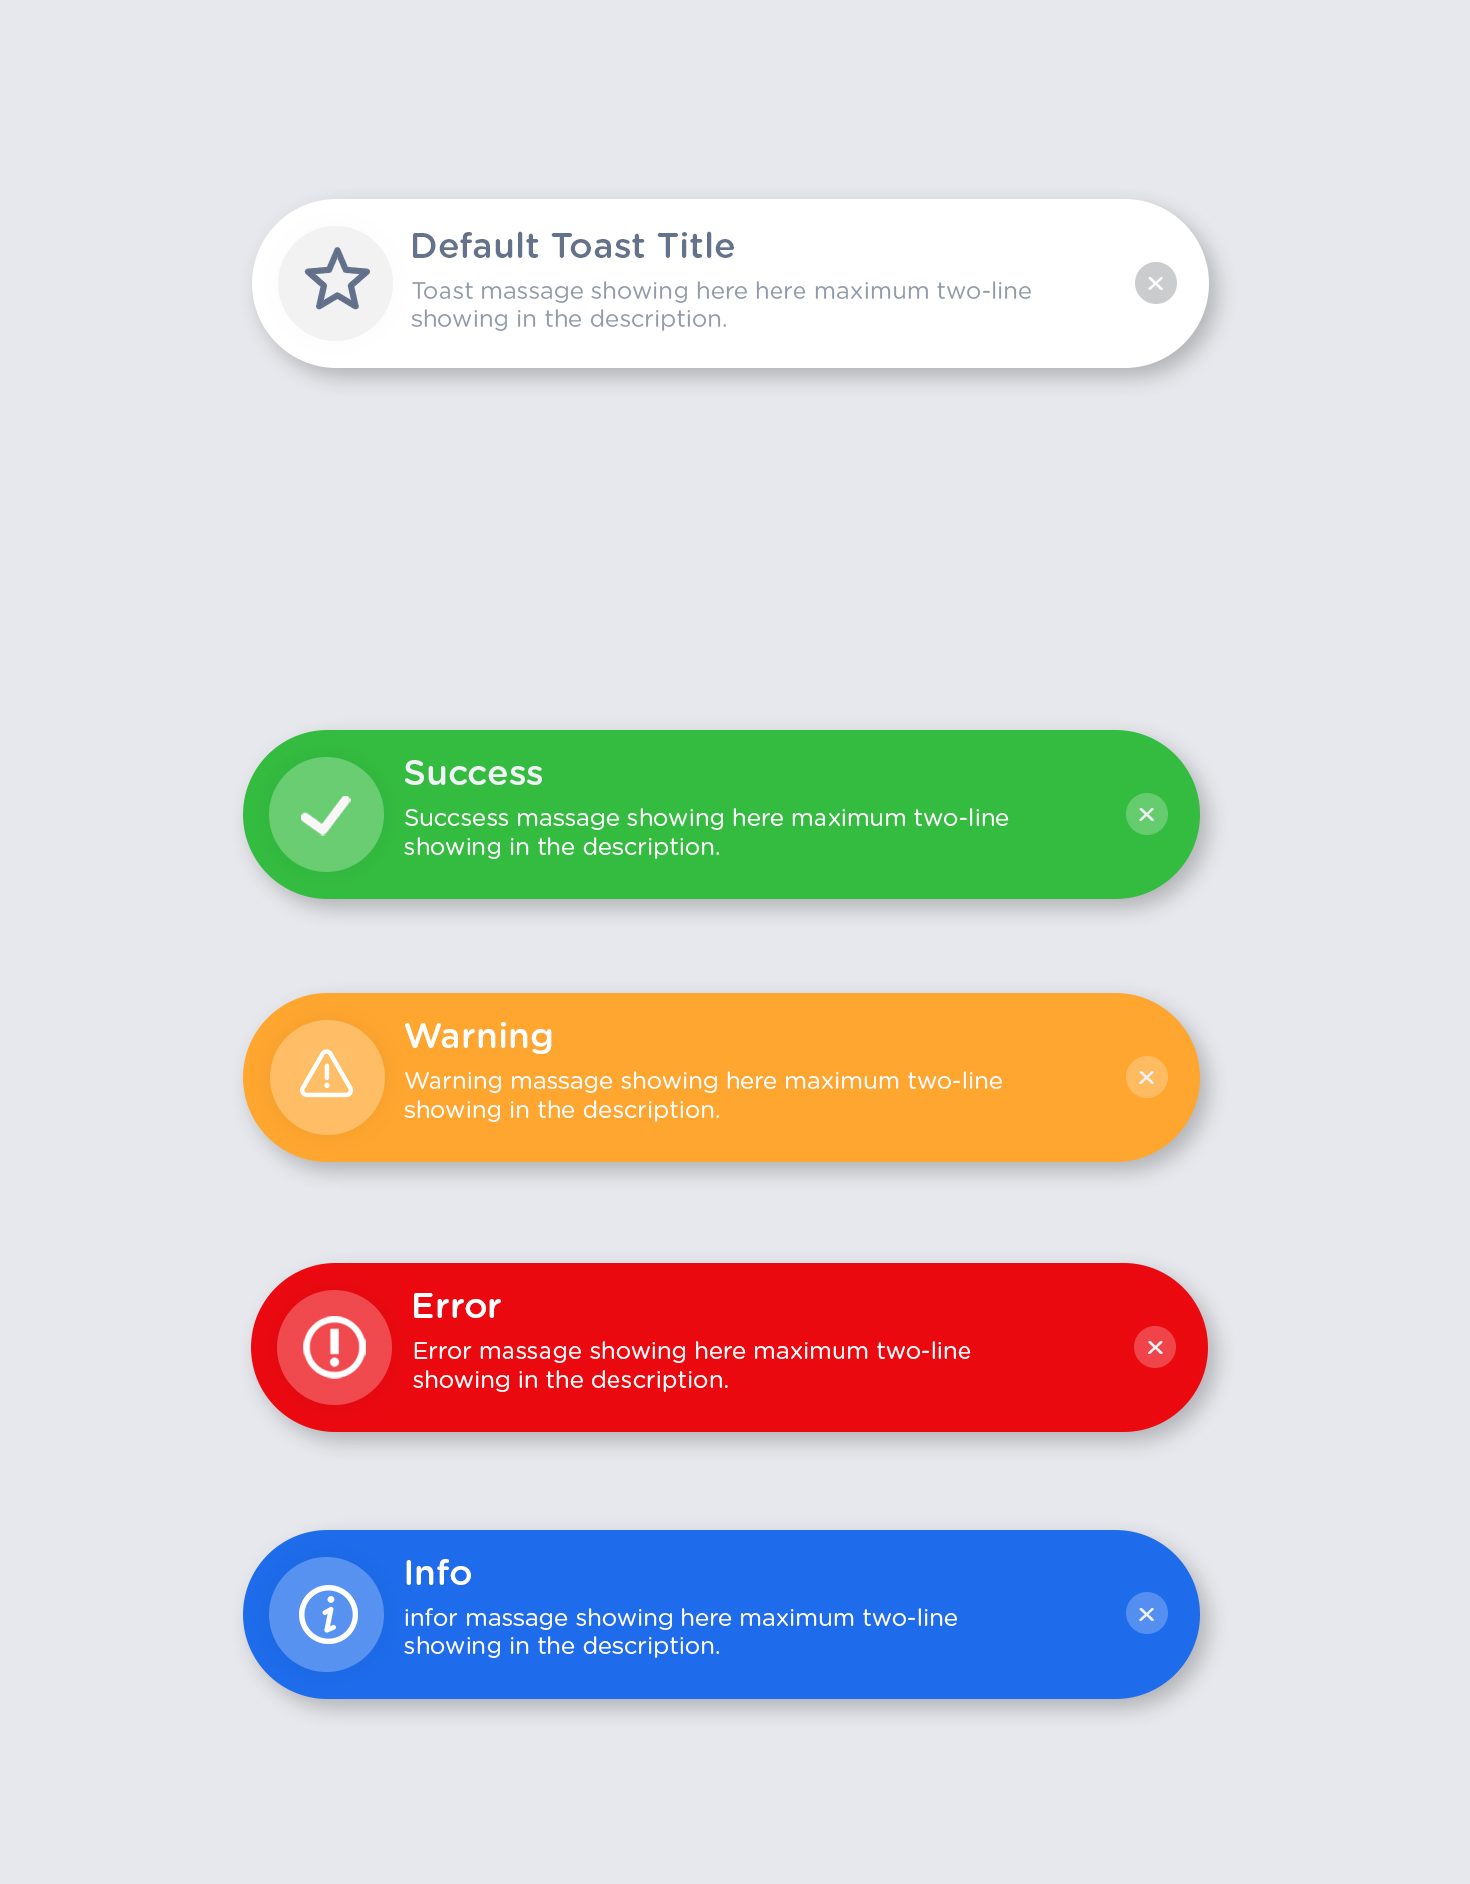 Default Toast Title
Toast massage showing here here maximum two-line
showing in the description.
Success
Succsess massage showing here maximum two-line
showing in the description.
Warning
Warning massage showing here maximum two-line
showing in the description.
Error
Error massage showing here maximum two-line
showing in the description.
Info
infor massage showing here maximum two-line
showing in the description.